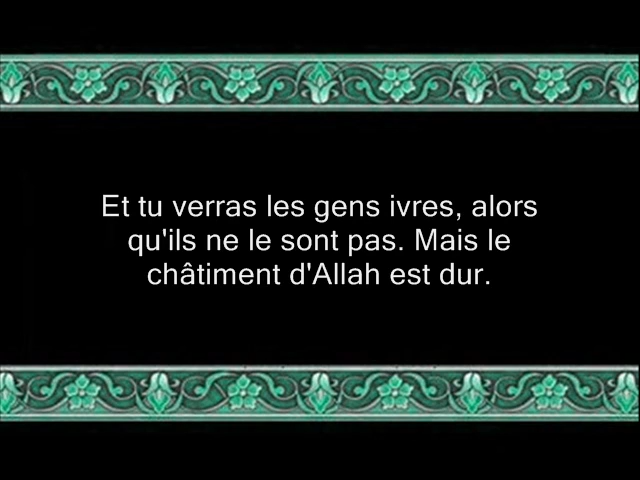 Et tu verras les gens ivres, alors
qu'ils ne le sont pas. Mais le
châtiment d'Allah est dur.